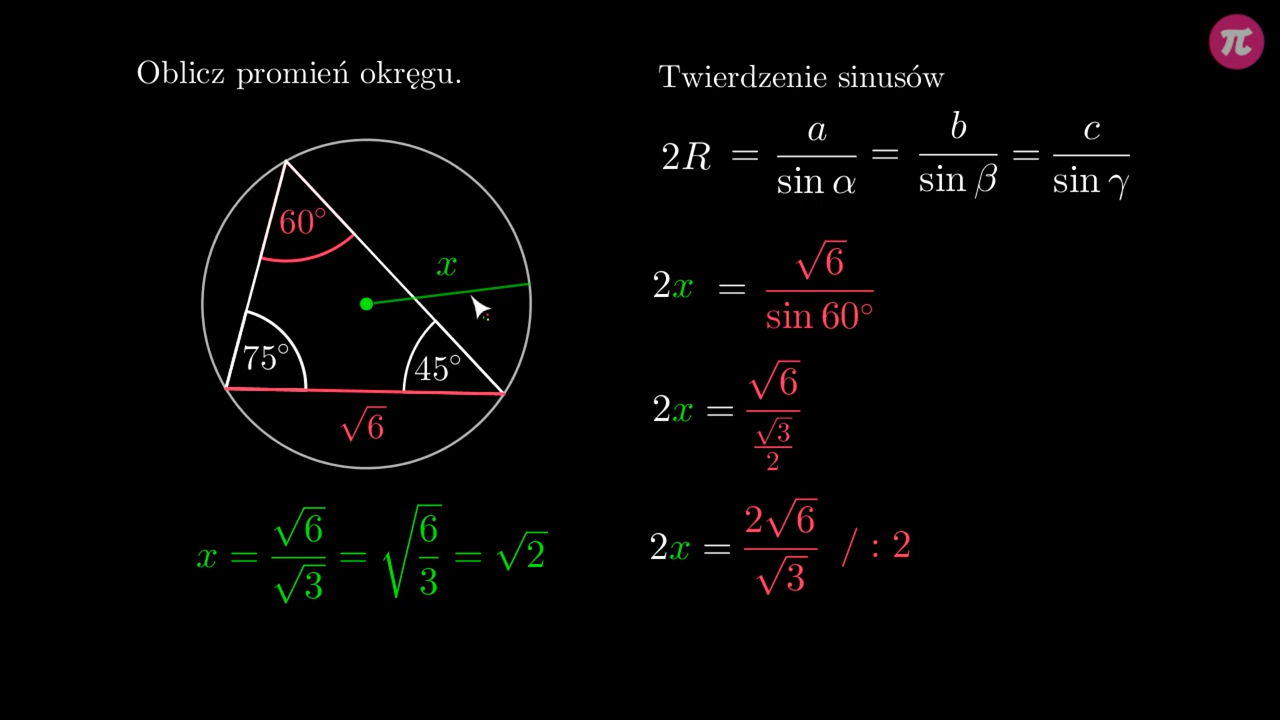 Oblicz promień okręgu.
60°
x
75°
45°
√6
x = √6/√3 = √(6/3) = √2
π
Twierdzenie sinusów
2R = a/sin α = b/sin β = c/sin γ
2x = √6/sin 60°
2x = √6/(√3/2)
2x = 2√6/√3 / : 2